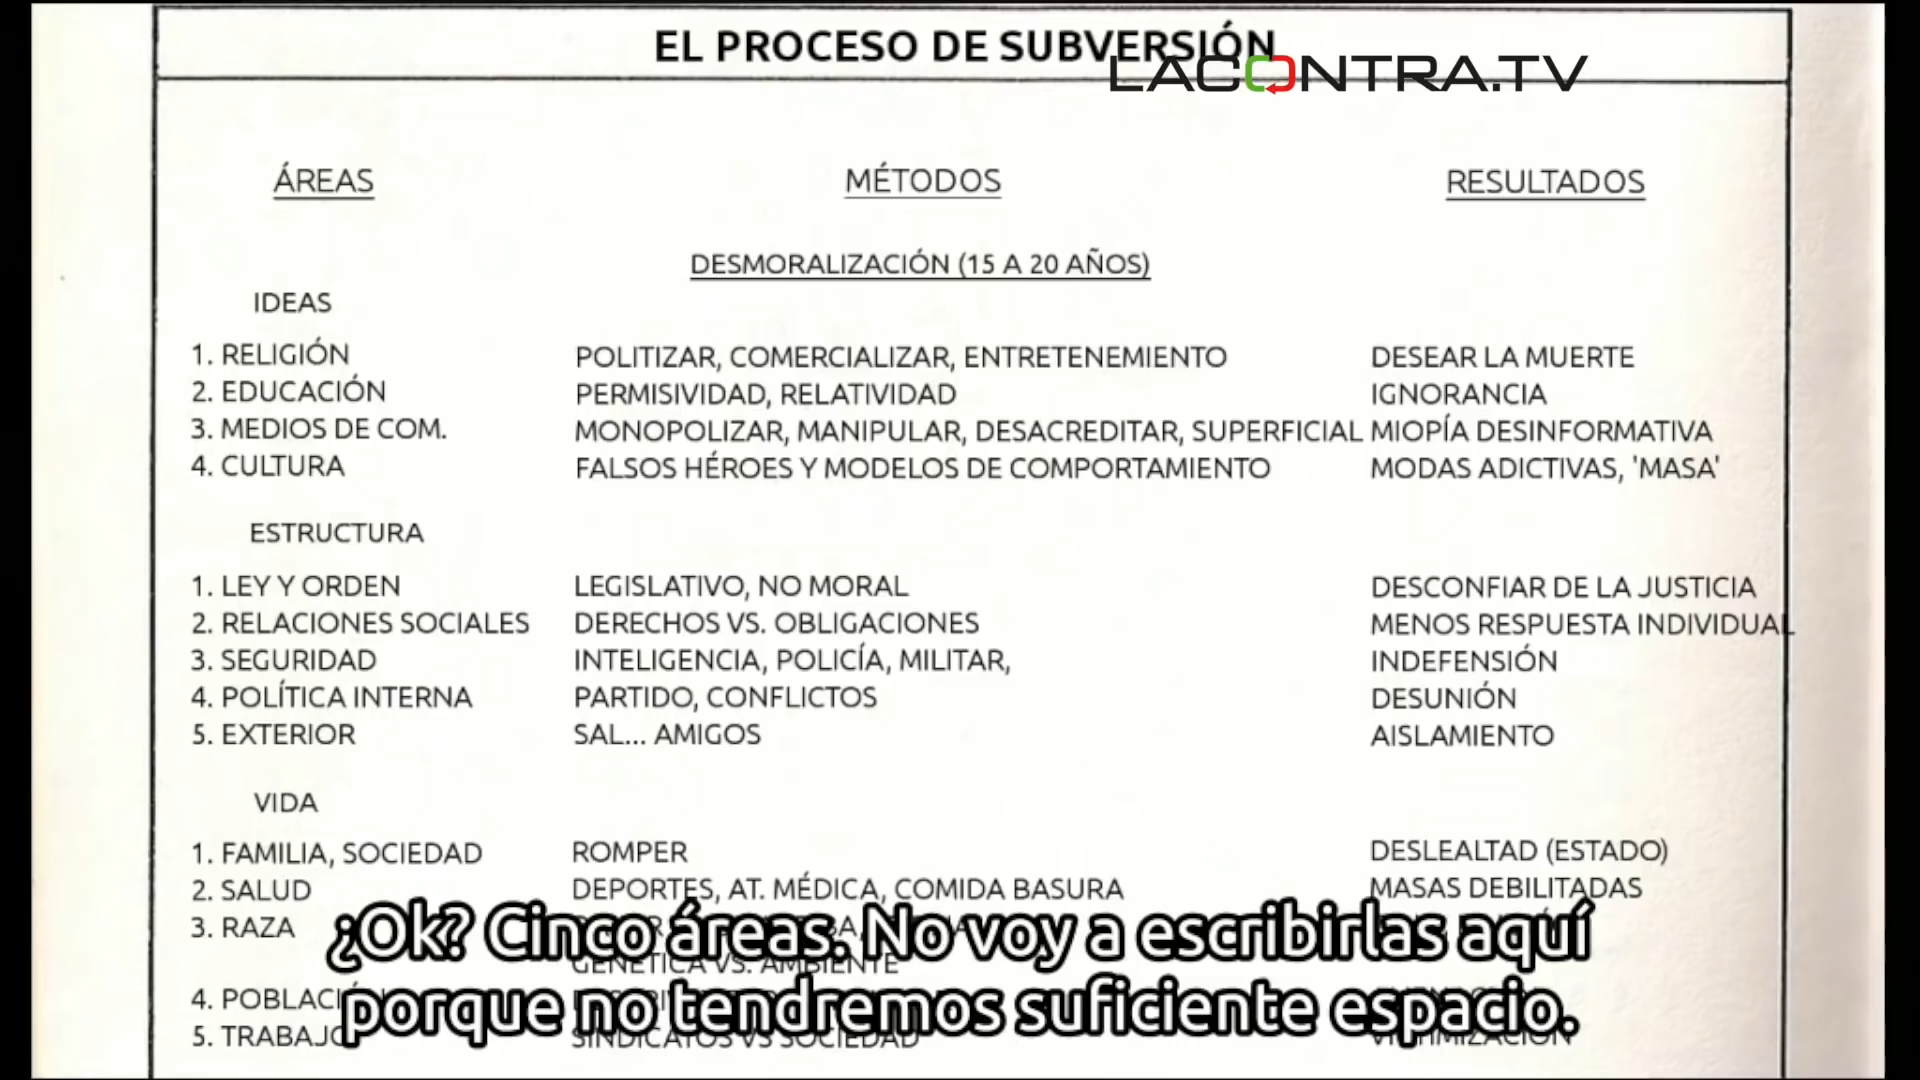 EL PROCESO DE SUBVERSIÓN
LACONTRA.TV
ÁREAS MÉTODOS RESULTADOS
DESMORALIZACIÓN (15 A 20 AÑOS)
IDEAS
1. RELIGIÓN POLITIZAR, COMERCIALIZAR, ENTRETENEMIENTO DESEAR LA MUERTE
2. EDUCACIÓN PERMISIVIDAD, RELATIVIDAD IGNORANCIA
3. MEDIOS DE COM. MONOPOLIZAR, MANIPULAR, DESACREDITAR, SUPERFICIAL MIOPÍA DESINFORMATIVA
4. CULTURA FALSOS HÉROES Y MODELOS DE COMPORTAMIENTO MODAS ADICTIVAS, 'MASA'
ESTRUCTURA
1. LEY Y ORDEN LEGISLATIVO, NO MORAL DESCONFIAR DE LA JUSTICIA
2. RELACIONES SOCIALES DERECHOS VS. OBLIGACIONES MENOS RESPUESTA INDIVIDUAL
3. SEGURIDAD INTELIGENCIA, POLICÍA, MILITAR, INDEFENSIÓN
4. POLÍTICA INTERNA PARTIDO, CONFLICTOS DESUNIÓN
5. EXTERIOR SAL... AMIGOS AISLAMIENTO
VIDA
1. FAMILIA, SOCIEDAD ROMPER DESLEALTAD (ESTADO)
2. SALUD DEPORTES, AT. MÉDICA, COMIDA BASURA MASAS DEBILITADAS
3. RAZA
GENÉTICA VS. AMBIENTE
4.
5. TRABAJO SINDICATOS VS SOCIEDAD VICTIMIZACIÓN
¿Ok? Cinco áreas. No voy a escribirlas aquí
porque no tendremos suficiente espacio.